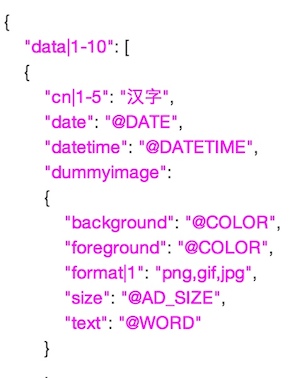 {
"data|1-10": [
{
"cn|1-5": "汉字",
"date": "@DATE",
"datetime": "@DATETIME",
"dummyimage":
{
"background": "@COLOR",
"foreground": "@COLOR",
"format|1": "png,gif,jpg",
"size": "@AD_SIZE",
"text": "@WORD"
}